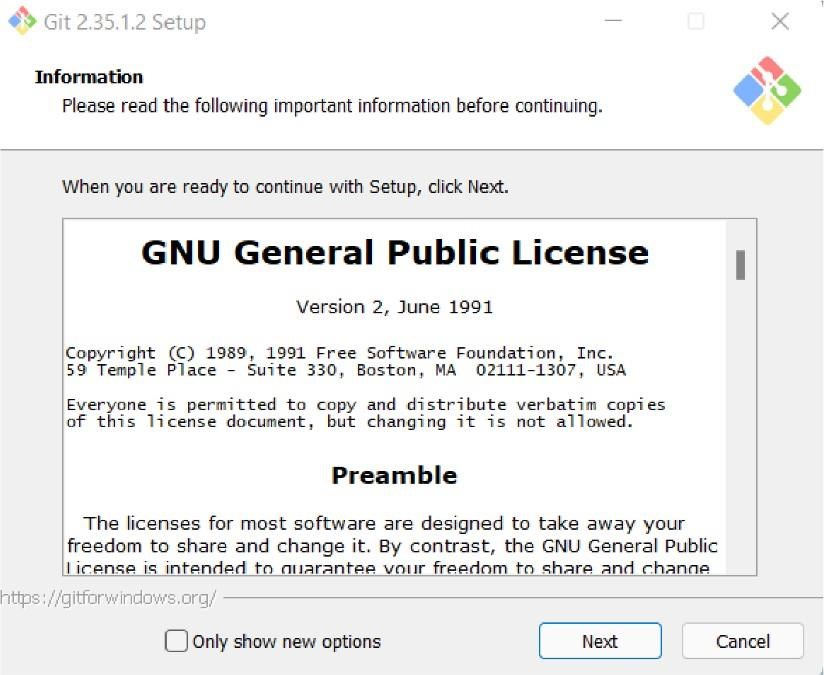 Git 2.35.1.2 Setup
Information
Please read the following important information before continuing.
When you are ready to continue with Setup, click Next.
GNU General Public License
Version 2, June 1991
Copyright (C) 1989, 1991 Free Software Foundation, Inc.
59 Temple Place - Suite 330, Boston, MA  02111-1307, USA
Everyone is permitted to copy and distribute verbatim copies
of this license document, but changing it is not allowed.
Preamble
The licenses for most software are designed to take away your
freedom to share and change it. By contrast, the GNU General Public
License is intended to guarantee your freedom to share and change
https://gitforwindows.org/
Only show new options
Next
Cancel